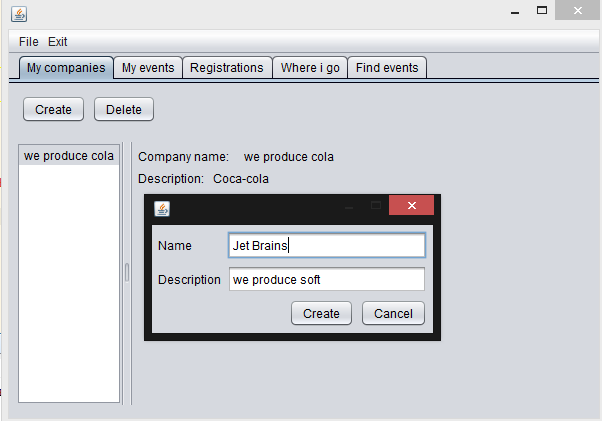 File Exit
My companies My events Registrations Where i go Find events
Create Delete
we produce cola
Company name: we produce cola
Description: Coca-cola
Name Jet Brains
Description we produce soft
Create Cancel